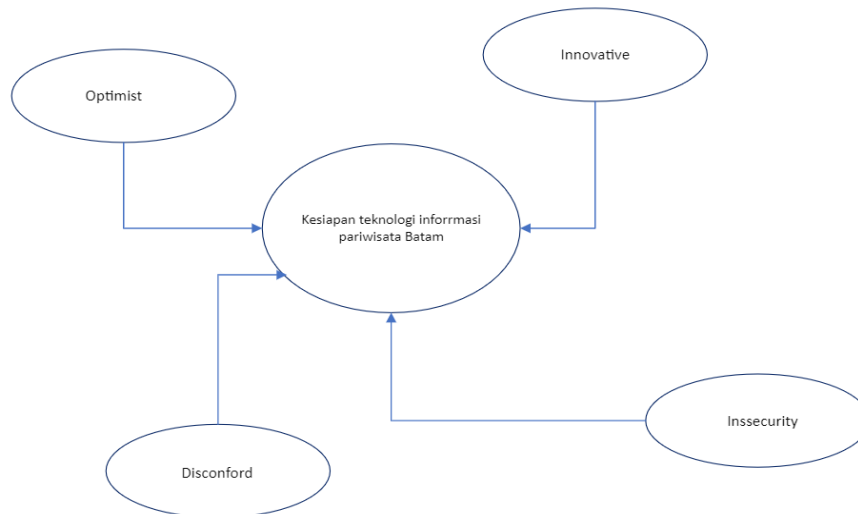 Innovative
Optimist
Kesiapan teknologi inforrmasi
pariwisata Batam
Inssecurity
Disconford